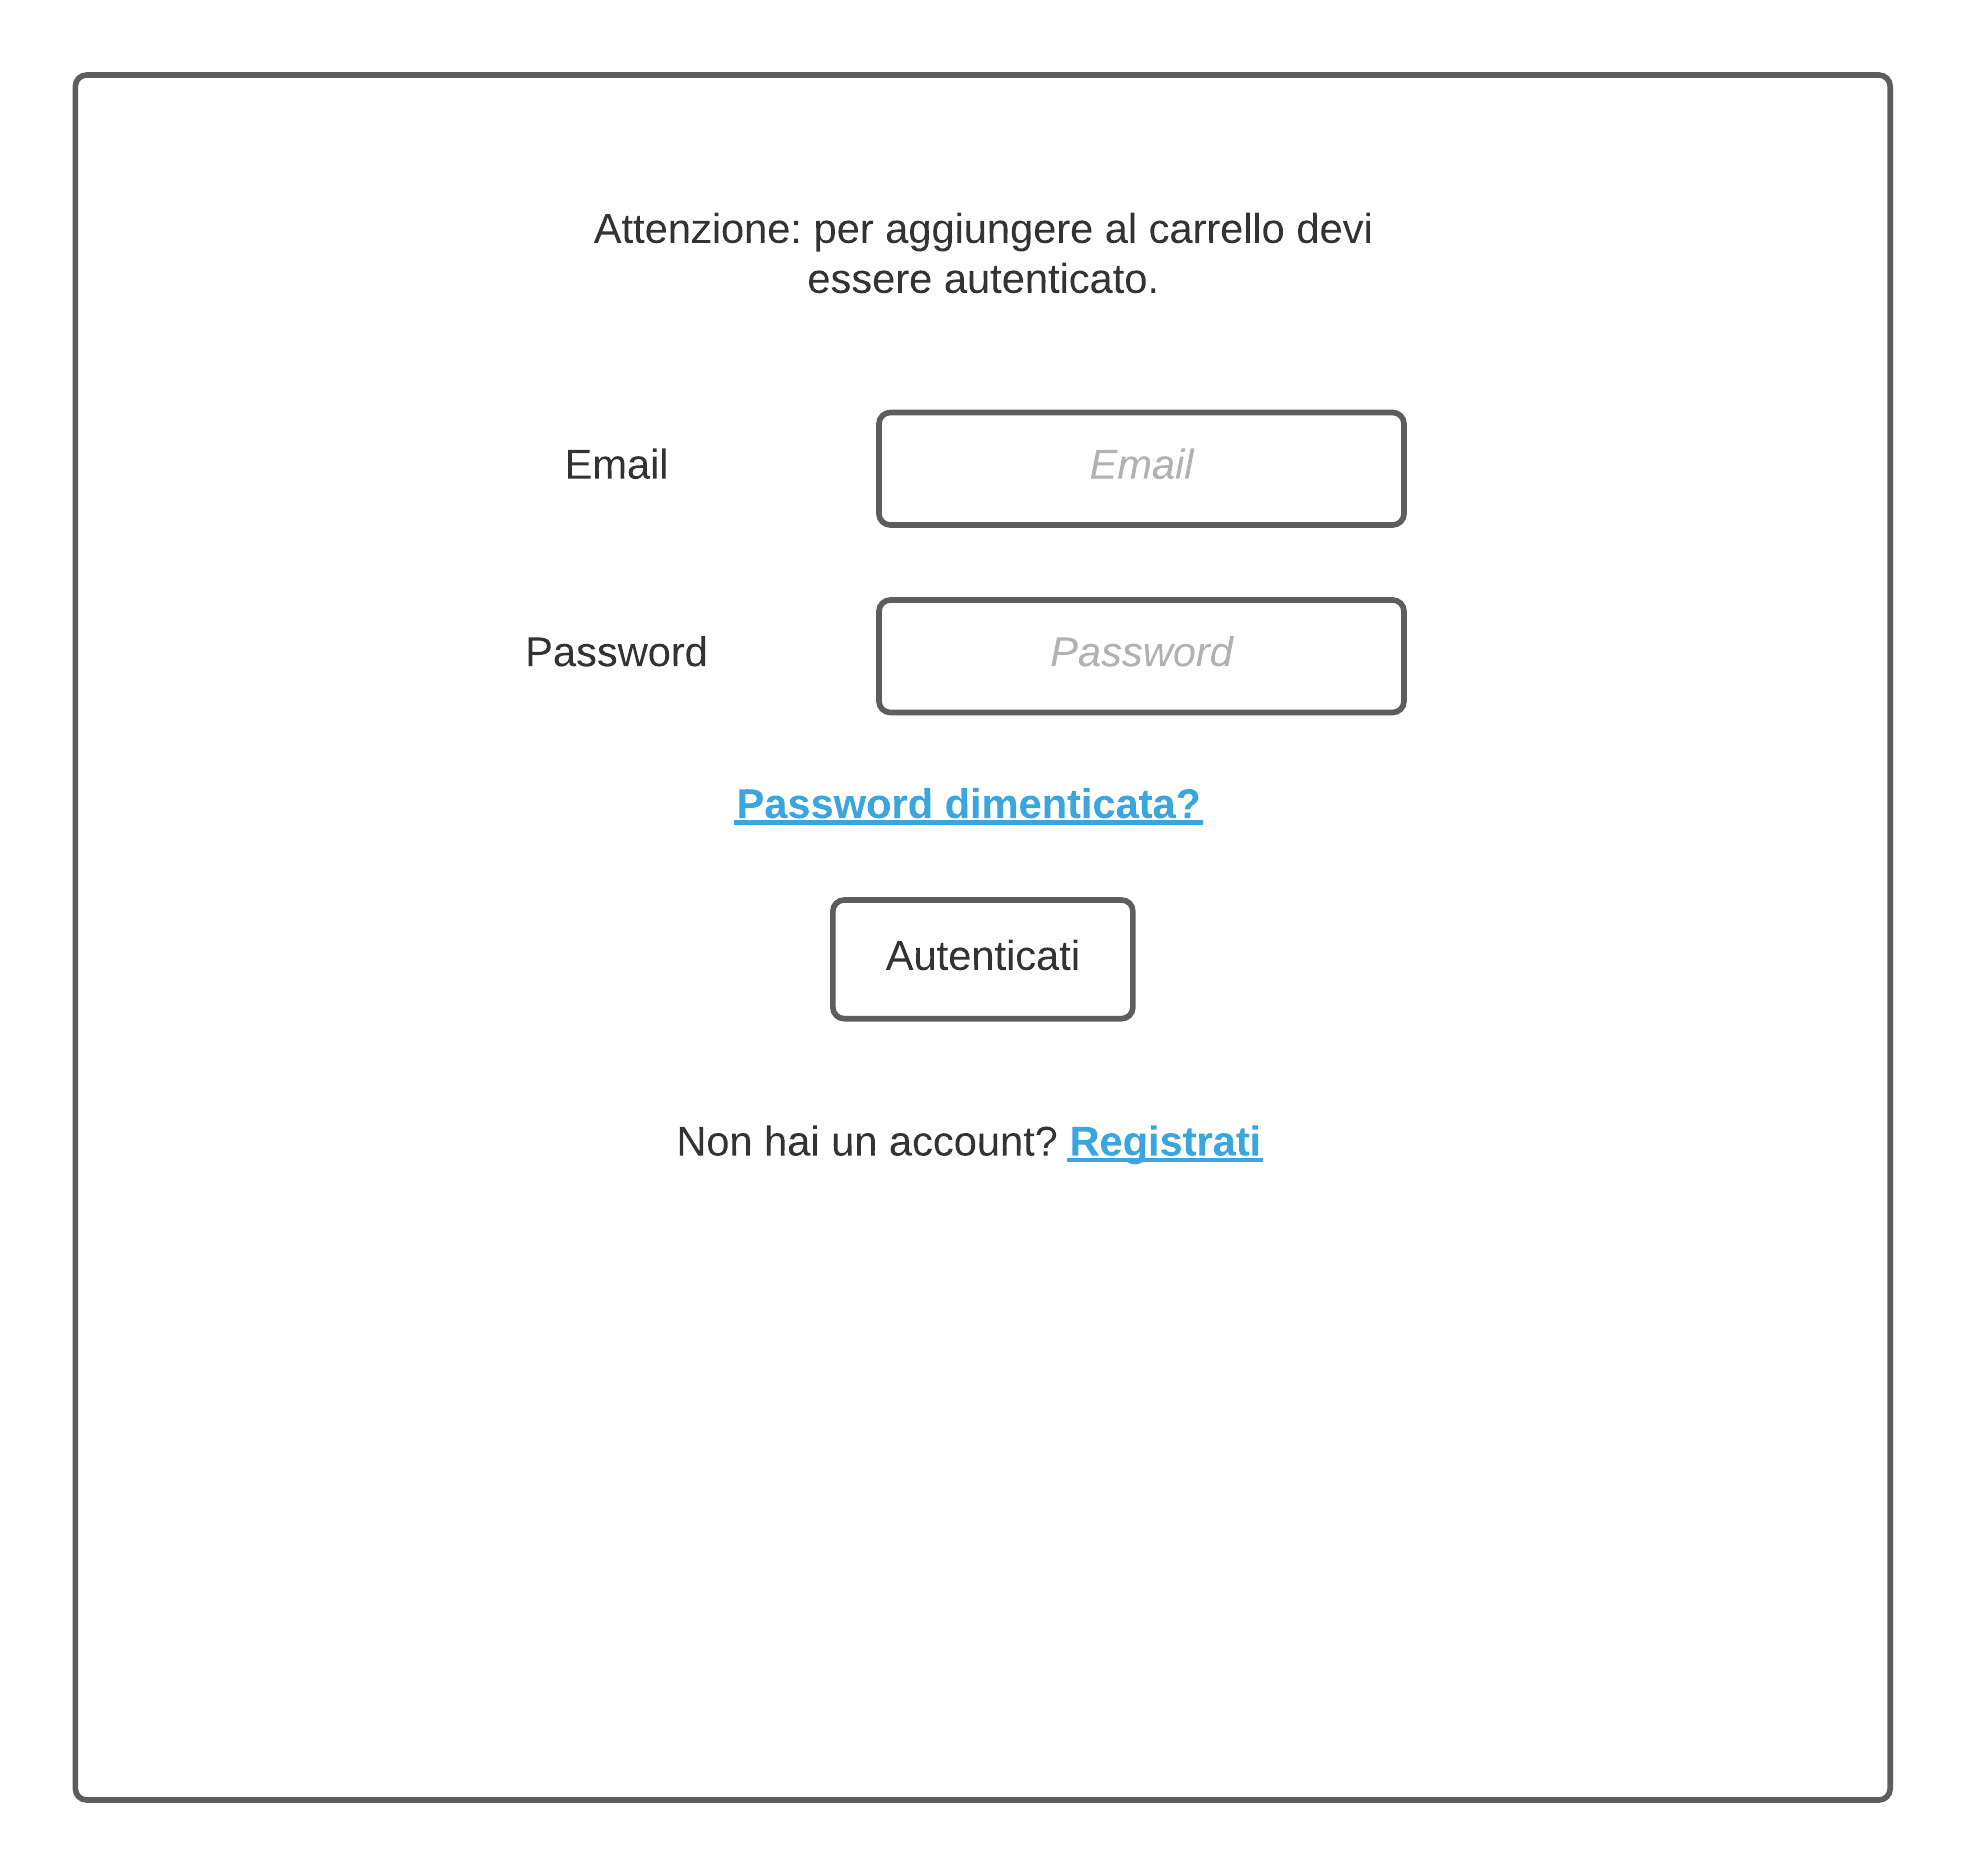 Attenzione: per aggiungere al carrello devi
essere autenticato.
Email Email
Password Password
Password dimenticata?
Autenticati
Non hai un account? Registrati